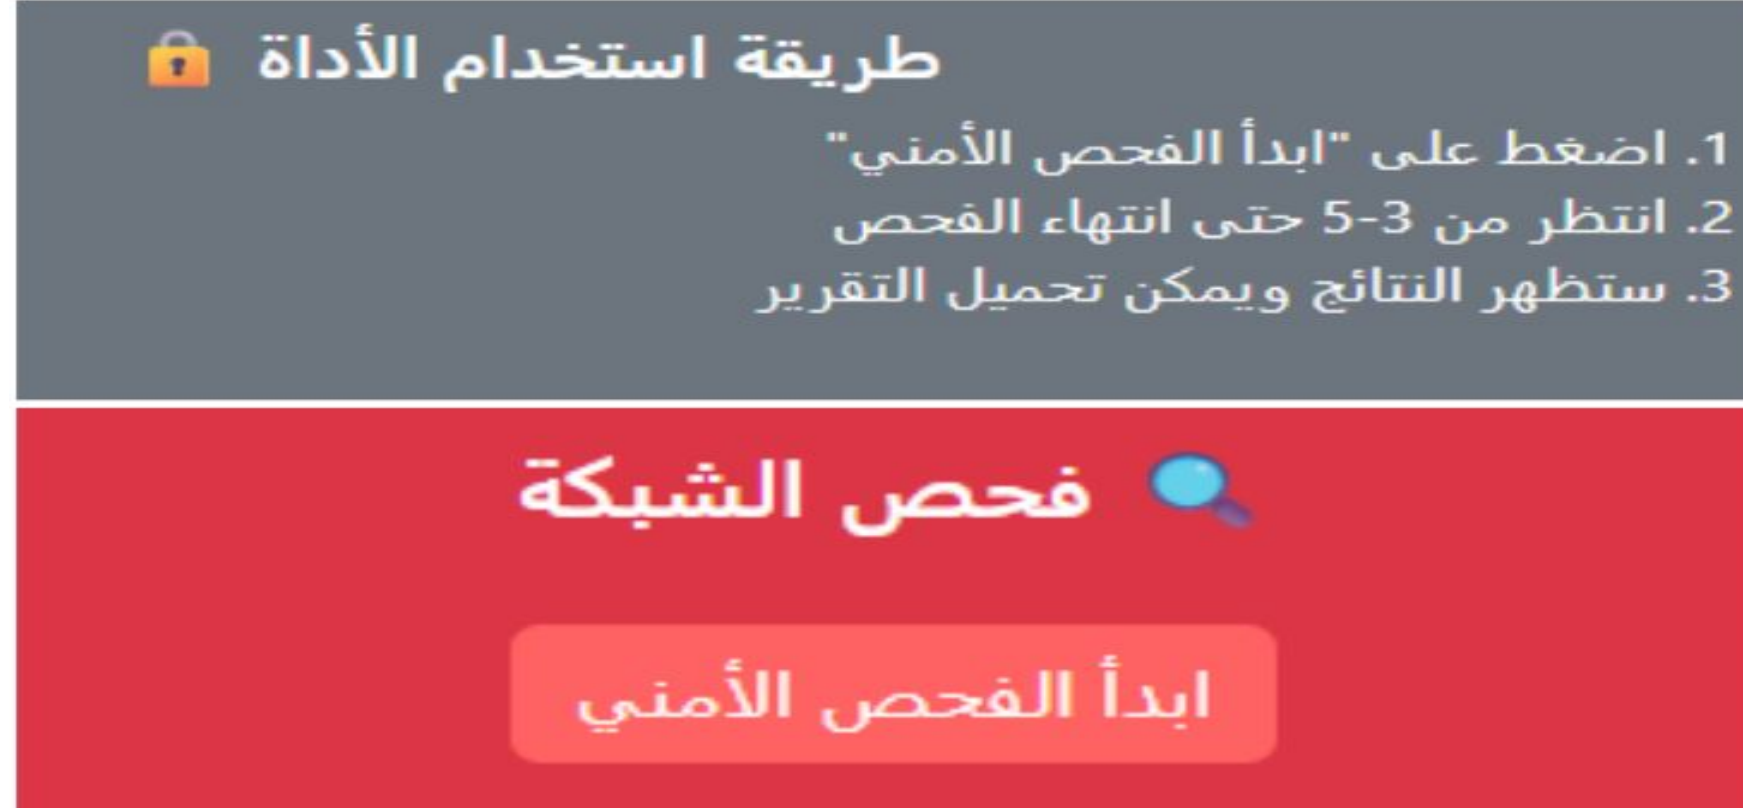 طريقة استخدام الأداة 🔒
1. اضغط على "ابدأ الفحص الأمني"
2. انتظر من 3-5 حتى انتهاء الفحص
3. ستظهر النتائج ويمكن تحميل التقرير
🔍 فحص الشبكة
ابدأ الفحص الأمني